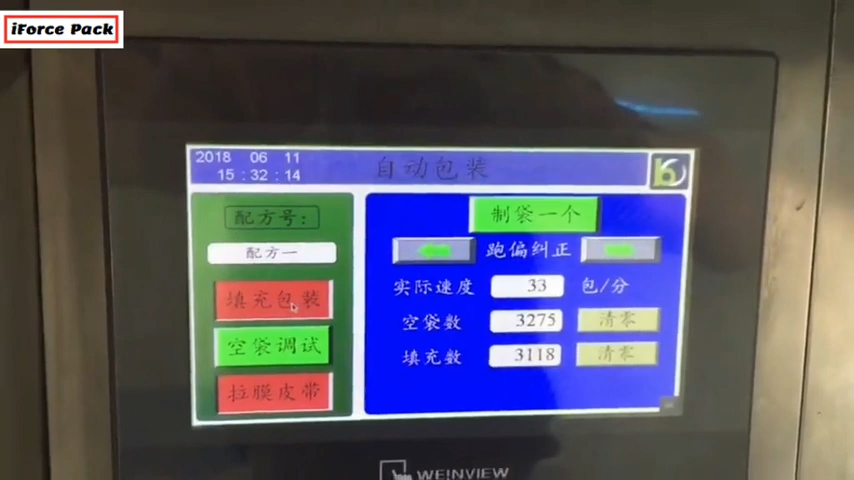 iForce Pack
2018 06 11
15:32:14
自动包装
配方号:
配方一
填充包装
空袋调试
拉膜皮带
制袋一个
跑偏纠正
实际速度 33 包/分
空袋数 3275 清零
填充数 3118 清零
WEINVIEW